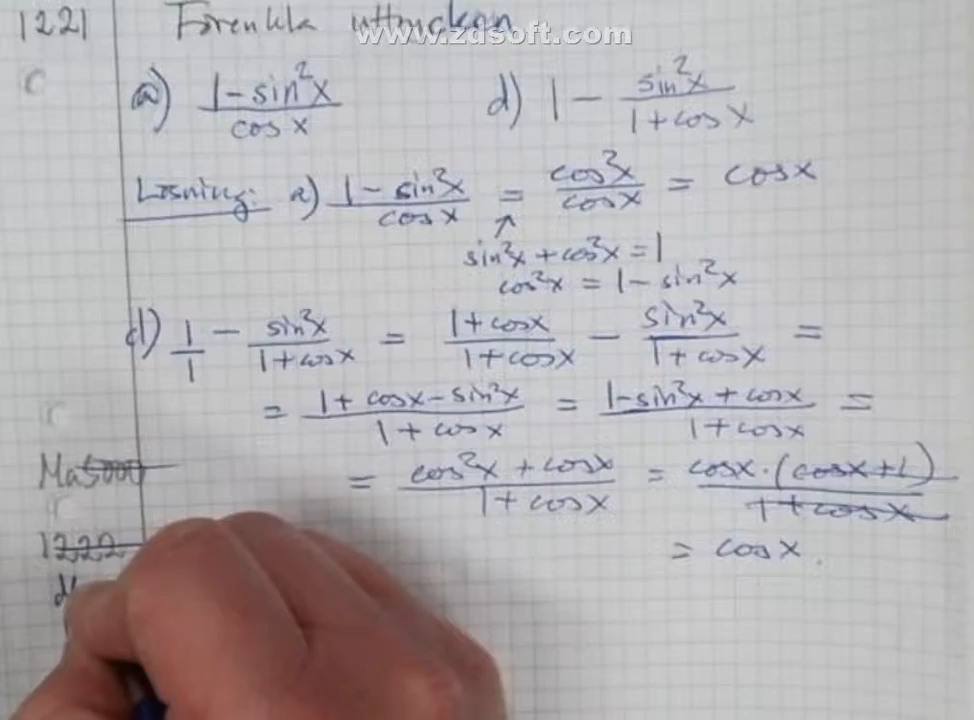 1221 Förenkla uttrycken
www.zdsoft.com
a) (1-sin²x)/(cos x) d) 1 - (sin²x)/(1+cos x)
Lösning: a) (1-sin²x)/(cos x) = (cos²x)/(cos x) = cos x
↑
sin²x + cos²x = 1
cos²x = 1 - sin²x
d) 1/1 - (sin²x)/(1+cos x) = (1+cos x)/(1+cos x) - (sin²x)/(1+cos x) =
= (1 + cos x - sin²x)/(1 + cos x) = (1-sin²x + cos x)/(1+cos x) =
Ma5000 = (cos²x + cos x)/(1 + cos x) = (cos x · (cos x+1))/(1+cos x)
1222 = cos x.
d)